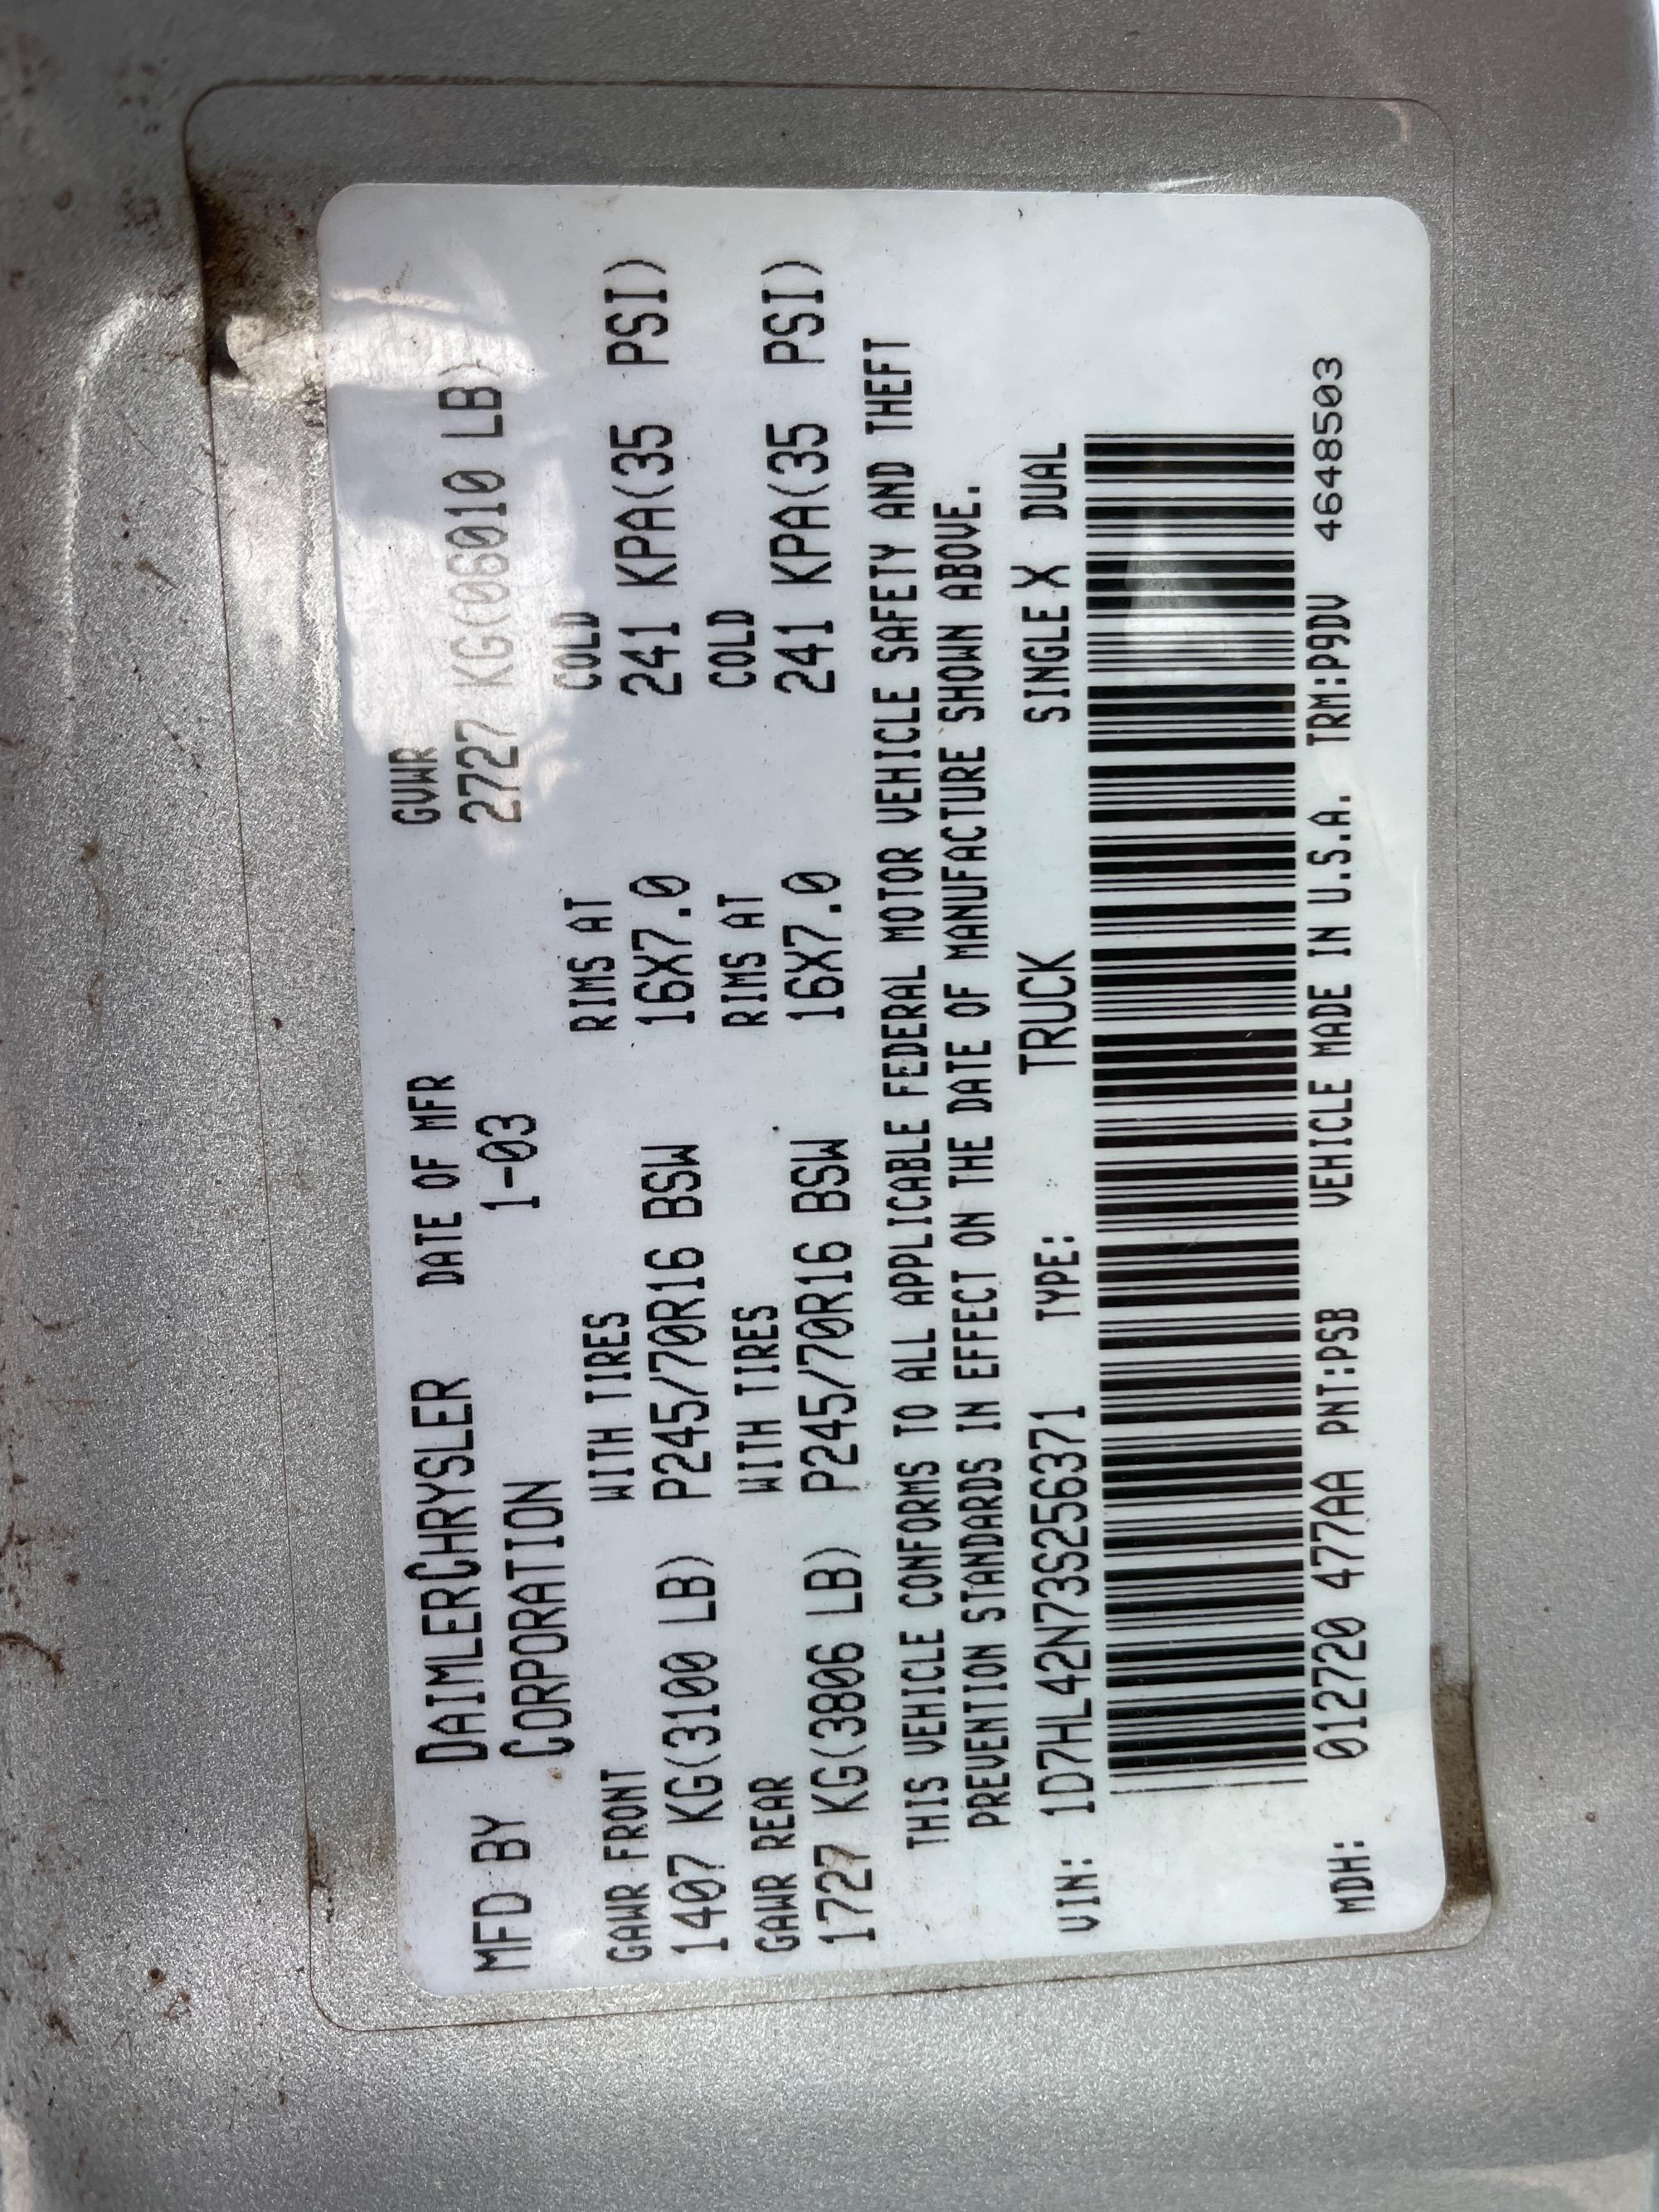 MFD BY DAIMLERCHRYSLER CORPORATION DATE OF MFR 1-03 GVWR 2727 KG(06010 LB)
GAWR FRONT WITH TIRES RIMS AT COLD
1407 KG(3100 LB) P245/70R16 BSW 16X7.0 241 KPA(35 PSI)
GAWR REAR WITH TIRES RIMS AT COLD
1727 KG(3806 LB) P245/70R16 BSW 16X7.0 241 KPA(35 PSI)
THIS VEHICLE CONFORMS TO ALL APPLICABLE FEDERAL MOTOR VEHICLE SAFETY AND THEFT
PREVENTION STANDARDS IN EFFECT ON THE DATE OF MANUFACTURE SHOWN ABOVE.
VIN: 1D7HL42N73S256371 TYPE: TRUCK SINGLE X DUAL
MDH: 012720 477AA PNT:PSB VEHICLE MADE IN U.S.A. TRM:P9DV 4648503